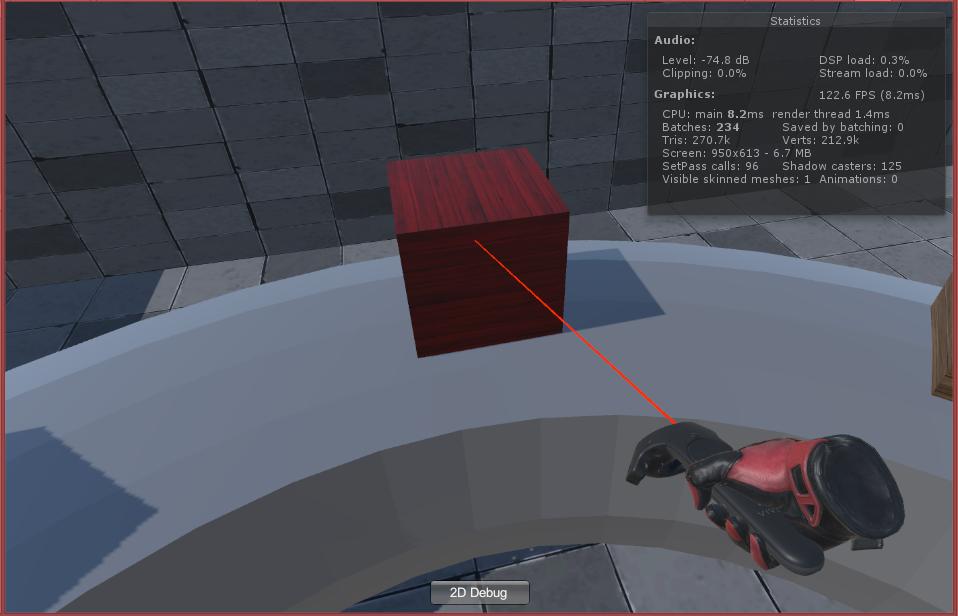 Statistics
Audio:
Level: -74.8 dB DSP load: 0.3%
Clipping: 0.0% Stream load: 0.0%
Graphics: 122.6 FPS (8.2ms)
CPU: main 8.2ms render thread 1.4ms
Batches: 234 Saved by batching: 0
Tris: 270.7k Verts: 212.9k
Screen: 950x613 - 6.7 MB
SetPass calls: 96 Shadow casters: 125
Visible skinned meshes: 1 Animations: 0
VIVE
2D Debug